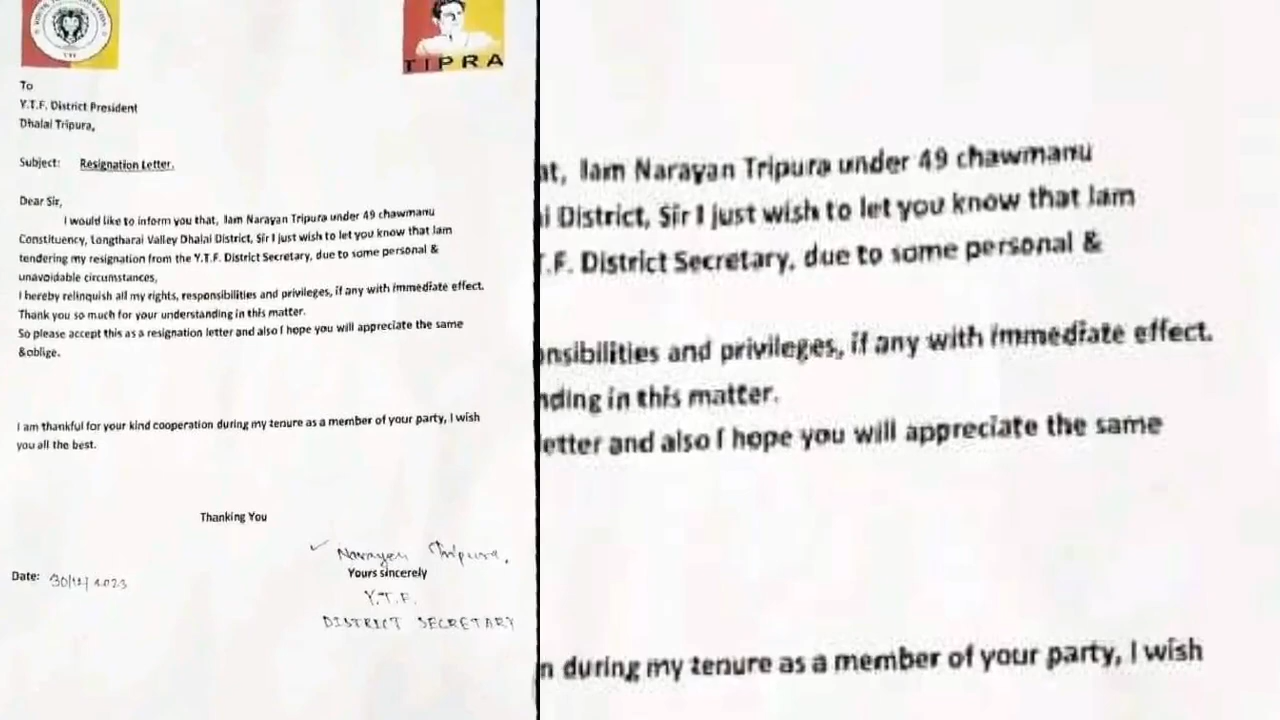 TIPRA
To
Y.T.F. District President
Dhalai Tripura,
Subject: Resignation Letter.
Dear Sir,
I would like to inform you that, Iam Narayan Tripura under 49 chawmanu
Constituency, Longtharai Valley Dhalai District, Sir I just wish to let you know that Iam
tendering my resignation from the Y.T.F. District Secretary, due to some personal &
unavoidable circumstances,
I hereby relinquish all my rights, responsibilities and privileges, if any with immediate effect.
Thank you so much for your understanding in this matter.
So please accept this as a resignation letter and also I hope you will appreciate the same
&oblige.
I am thankful for your kind cooperation during my tenure as a member of your party, I wish
you all the best.
Thanking You
Narayan Tripura.
Yours sincerely
Date: 30/12/2023
Y.T.F.
DISTRICT SECRETARY
at, Iam Narayan Tripura under 49 chawmanu
i District, Sir I just wish to let you know that Iam
.F. District Secretary, due to some personal &
onsibilities and privileges, if any with immediate effect.
nding in this matter.
etter and also I hope you will appreciate the same
n during my tenure as a member of your party, I wish